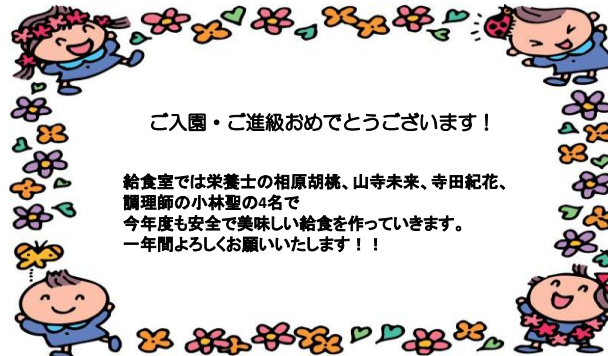 ご入園・ご進級おめでとうございます！
給食室では栄養士の相原胡桃、山寺未来、寺田紀花、
調理師の小林聖の4名で
今年度も安全で美味しい給食を作っていきます。
一年間よろしくお願いいたします！！